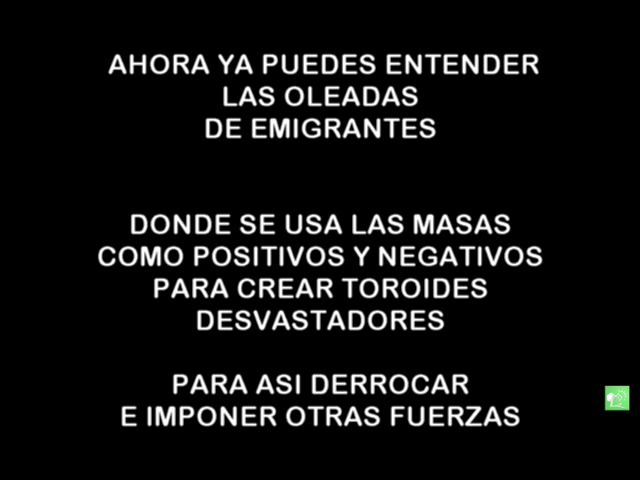 AHORA YA PUEDES ENTENDER
LAS OLEADAS
DE EMIGRANTES
DONDE SE USA LAS MASAS
COMO POSITIVOS Y NEGATIVOS
PARA CREAR TOROIDES
DESVASTADORES
PARA ASI DERROCAR
E IMPONER OTRAS FUERZAS